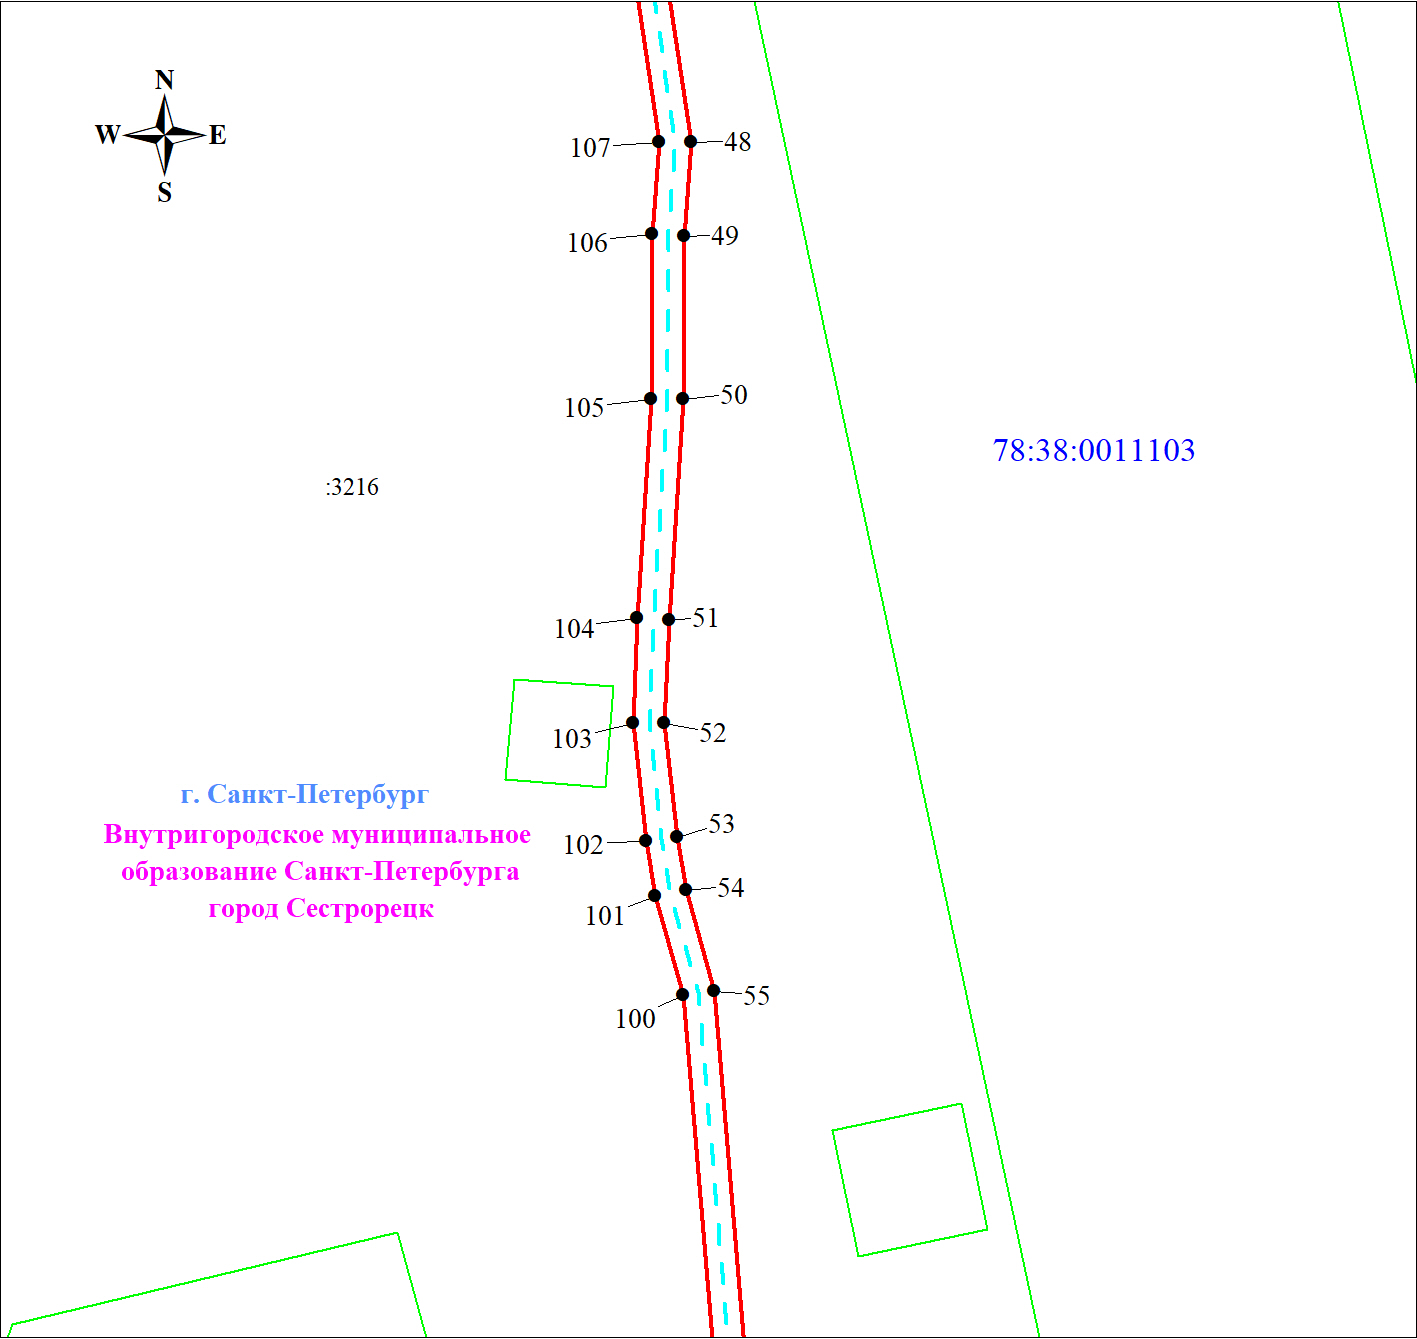 N
W E
S
107 48
106 49
105 50
78:38:0011103
:3216
104 51
103 52
г. Санкт-Петербург
Внутригородское муниципальное
образование Санкт-Петербурга
город Сестрорецк
102 53
101 54
100 55